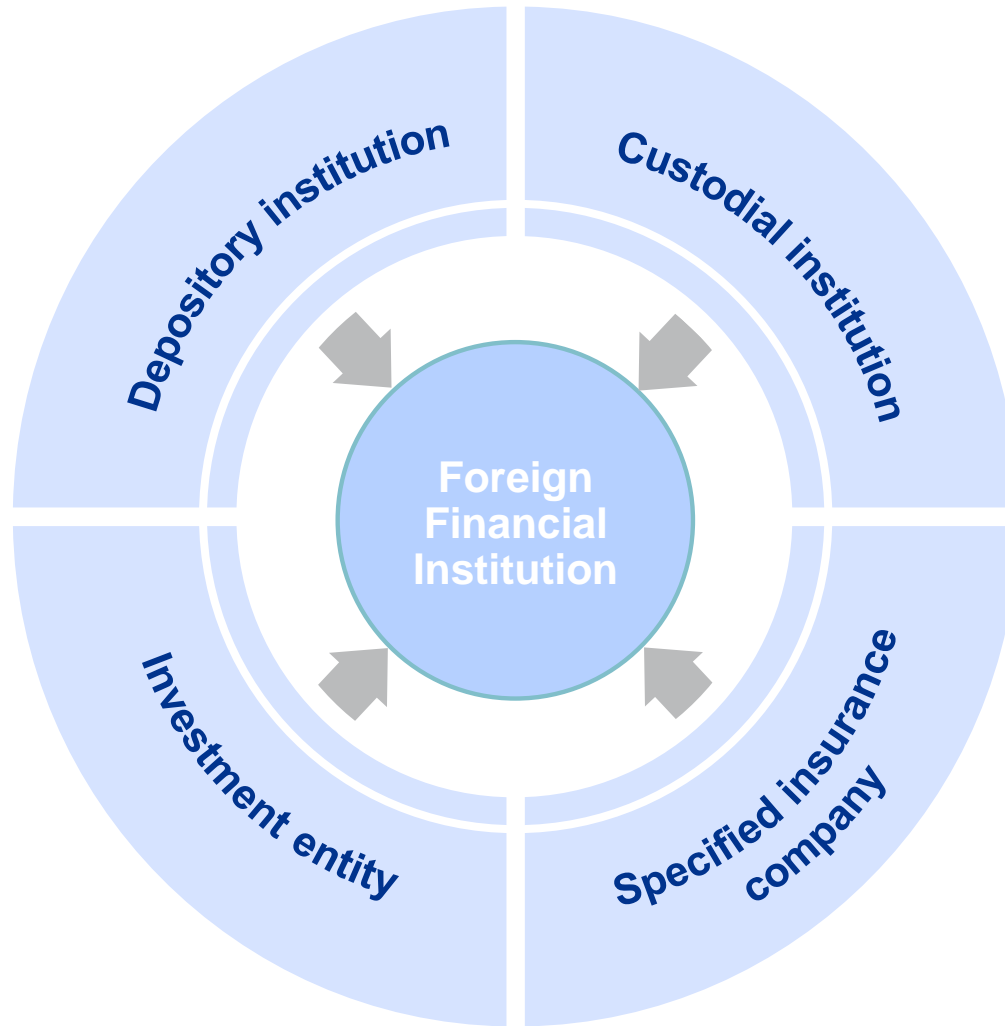 Depository institution
Custodial institution
Foreign
Financial
Institution
Investment entity
Specified insurance
company